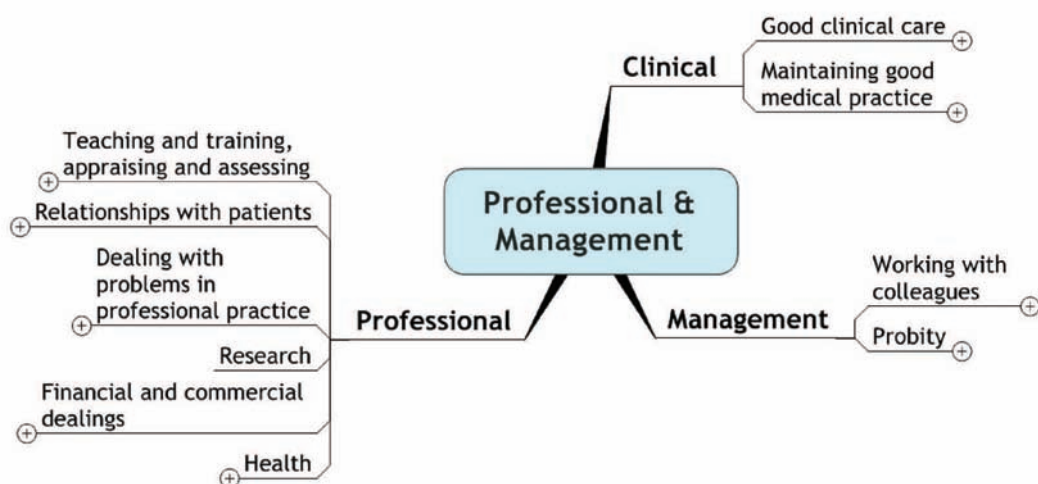 Good clinical care
Clinical
Maintaining good
medical practice
Teaching and training,
appraising and assessing
Relationships with patients
Dealing with
problems in
professional practice
Professional
Research
Financial and commercial
dealings
Health
Professional &
Management
Working with
colleagues
Management
Probity